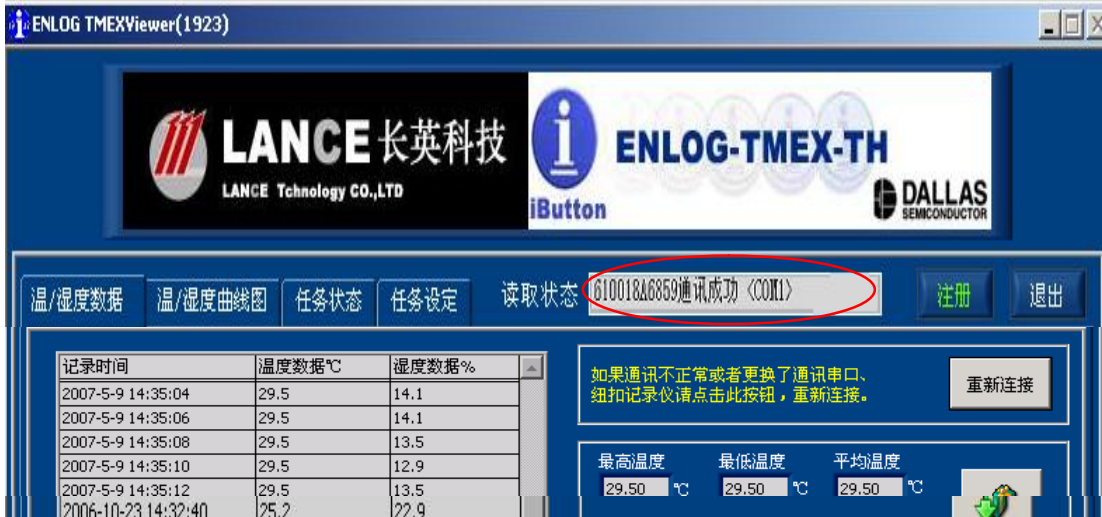 ENLOG TMEXViewer(1923)
LANCE 长英科技
LANCE Tchnology CO.,LTD
iButton
ENLOG-TMEX-TH
DALLAS
SEMICONDUCTOR
温/湿度数据 温/湿度曲线图 任务状态 任务设定 读取状态 610018A6859通讯成功 <COM1> 注册 退出
记录时间 温度数据℃ 湿度数据%
2007-5-9 14:35:04 29.5 14.1
2007-5-9 14:35:06 29.5 14.1
2007-5-9 14:35:08 29.5 13.5
2007-5-9 14:35:10 29.5 12.9
2007-5-9 14:35:12 29.5 13.5
2006-10-23 14:32:40 25.2 22.9
如果通讯不正常或者更换了通讯串口、
纽扣记录仪请点击此按钮,重新连接。
重新连接
最高温度 最低温度 平均温度
29.50 ℃ 29.50 ℃ 29.50 ℃